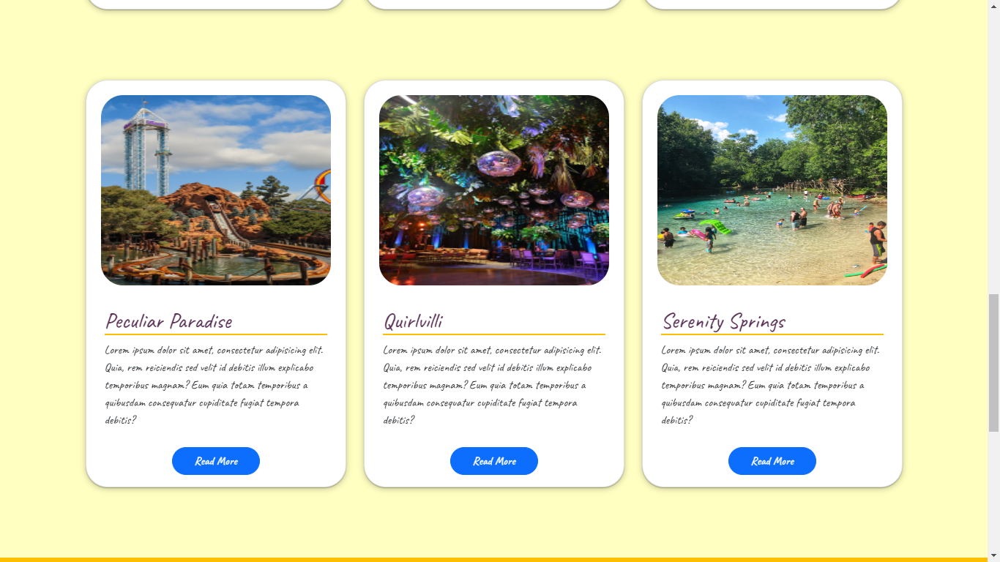 Peculiar Paradise
Lorem ipsum dolor sit amet, consectetur adipisicing elit.
Quia, rem reiciendis sed velit id debitis illum explicabo
temporibus magnam? Eum quia totam temporibus a
quibusdam consequatur cupiditate fugiat tempora
debitis?
Read More
Quirlvilli
Lorem ipsum dolor sit amet, consectetur adipisicing elit.
Quia, rem reiciendis sed velit id debitis illum explicabo
temporibus magnam? Eum quia totam temporibus a
quibusdam consequatur cupiditate fugiat tempora
debitis?
Read More
Serenity Springs
Lorem ipsum dolor sit amet, consectetur adipisicing elit.
Quia, rem reiciendis sed velit id debitis illum explicabo
temporibus magnam? Eum quia totam temporibus a
quibusdam consequatur cupiditate fugiat tempora
debitis?
Read More